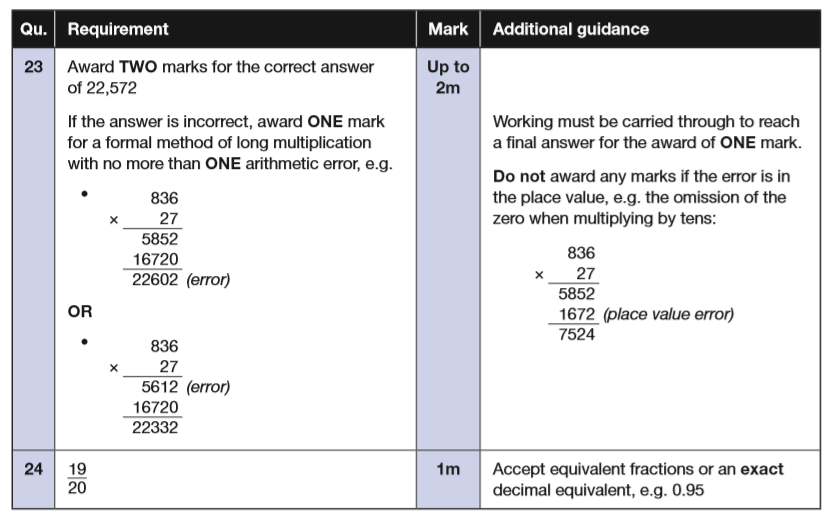 Qu. Requirement Mark Additional guidance
23 Award TWO marks for the correct answer
of 22,572
Up to
2m
If the answer is incorrect, award ONE mark
for a formal method of long multiplication
with no more than ONE arithmetic error, e.g.
• 836
× 27
5852
16720
22602 (error)
OR
• 836
× 27
5612 (error)
16720
22332
Working must be carried through to reach
a final answer for the award of ONE mark.
Do not award any marks if the error is in
the place value, e.g. the omission of the
zero when multiplying by tens:
836
× 27
5852
1672 (place value error)
7524
24 19
20
1m
Accept equivalent fractions or an exact
decimal equivalent, e.g. 0.95